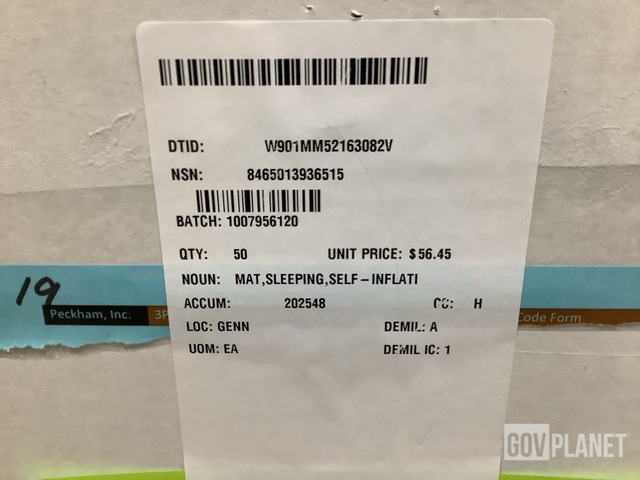 DTID: W901MM52163082V
NSN: 8465013936515
BATCH: 1007956120
QTY: 50 UNIT PRICE: $56.45
NOUN: MAT,SLEEPING,SELF-INFLATI
ACCUM: 202548 CC: H
LOC: GENN DEMIL: A
UOM: EA DEMIL IC: 1
19
Peckham, Inc. 3P
Code Form
GOVPLANET